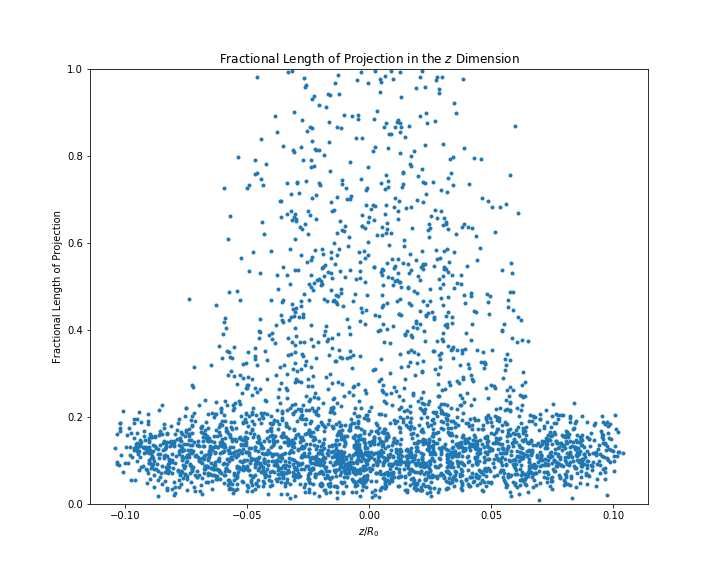 Fractional Length of Projection in the z Dimension
1.0
0.8
0.6
0.4
0.2
0.0
Fractional Length of Projection
−0.10 −0.05 0.00 0.05 0.10
z/R₀